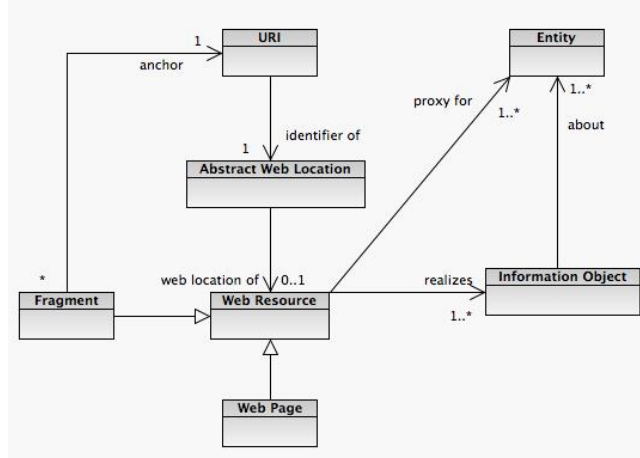 URI
Entity
1
anchor
proxy for
1..*
1..*
about
identifier of
1
Abstract Web Location
*
web location of
0..1
realizes
Information Object
Fragment
Web Resource
1..*
Web Page